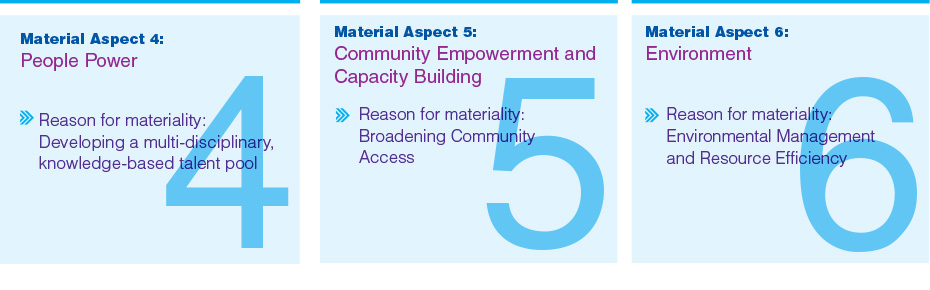 Material Aspect 4:
People Power
Reason for materiality:
Developing a multi-disciplinary,
knowledge-based talent pool
4
Material Aspect 5:
Community Empowerment and
Capacity Building
Reason for materiality:
Broadening Community
Access
5
Material Aspect 6:
Environment
Reason for materiality:
Environmental Management
and Resource Efficiency
6